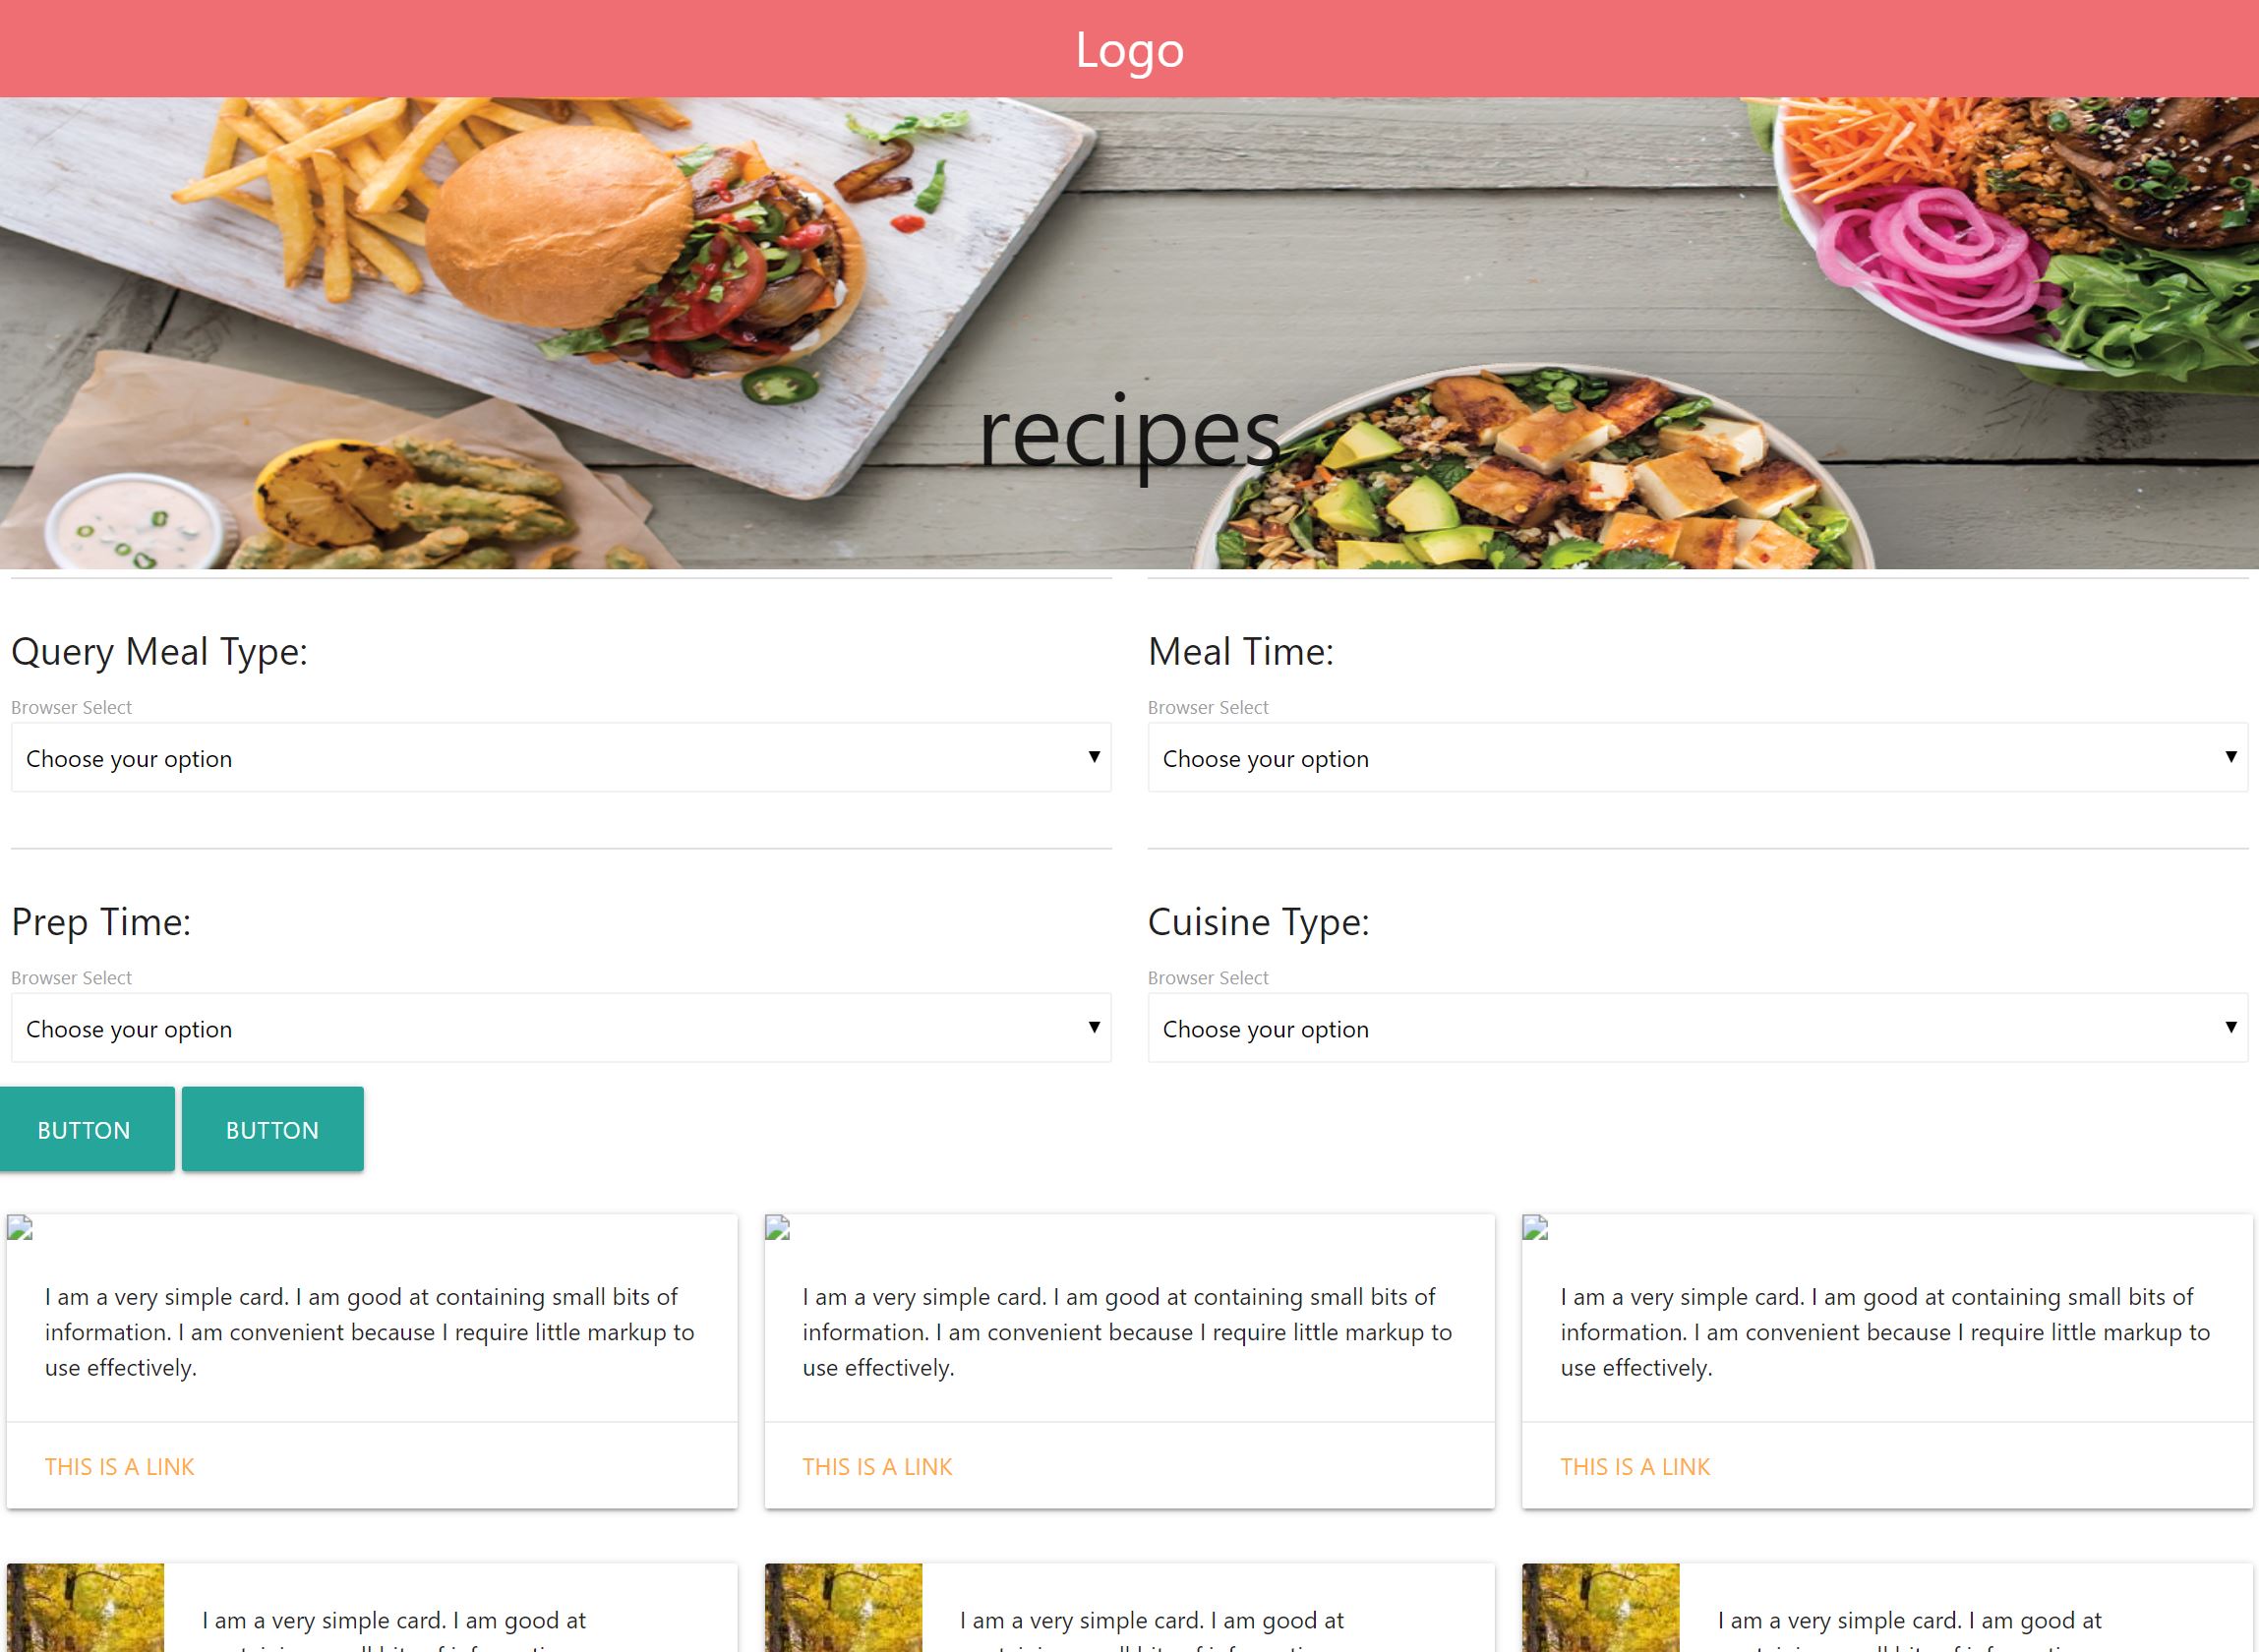 Logo
recipes
Query Meal Type:
Browser Select
Choose your option
Meal Time:
Browser Select
Choose your option
Prep Time:
Browser Select
Choose your option
Cuisine Type:
Browser Select
Choose your option
BUTTON
BUTTON
I am a very simple card. I am good at containing small bits of
information. I am convenient because I require little markup to
use effectively.
THIS IS A LINK
I am a very simple card. I am good at containing small bits of
information. I am convenient because I require little markup to
use effectively.
THIS IS A LINK
I am a very simple card. I am good at containing small bits of
information. I am convenient because I require little markup to
use effectively.
THIS IS A LINK
I am a very simple card. I am good at
I am a very simple card. I am good at
I am a very simple card. I am good at